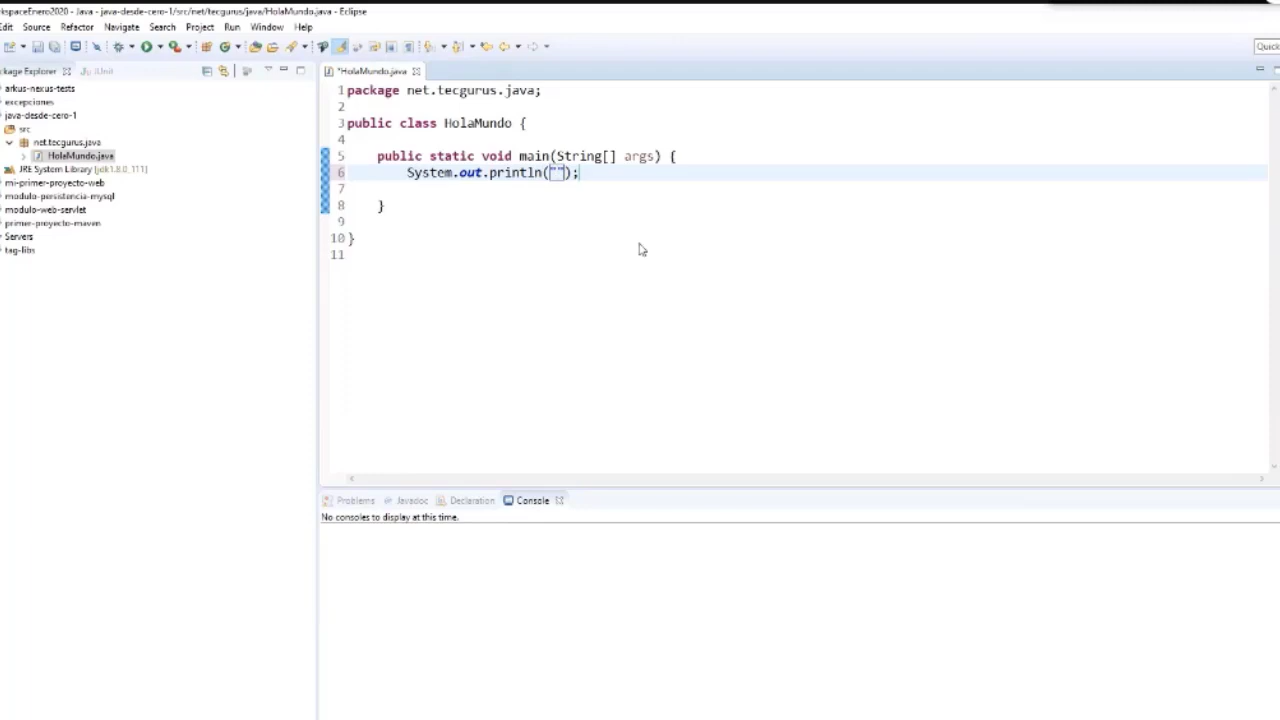 kspaceEnero2020 - Java - java-desde-cero-1/src/net/tecgurus/java/HolaMundo.java - Eclipse
Edit Source Refactor Navigate Search Project Run Window Help
Quick
kage Explorer JUnit
arkus-nexus-tests
excepciones
java-desde-cero-1
src
net.tecgurus.java
HolaMundo.java
JRE System Library [jdk1.8.0_111]
mi-primer-proyecto-web
modulo-persistencia-mysql
modulo-web-servlet
primer-proyecto-maven
Servers
tag-libs
*HolaMundo.java
1 package net.tecgurus.java;
2
3 public class HolaMundo {
4
5 public static void main(String[] args) {
6 System.out.println("");
7
8 }
9
10 }
11
Problems Javadoc Declaration Console
No consoles to display at this time.